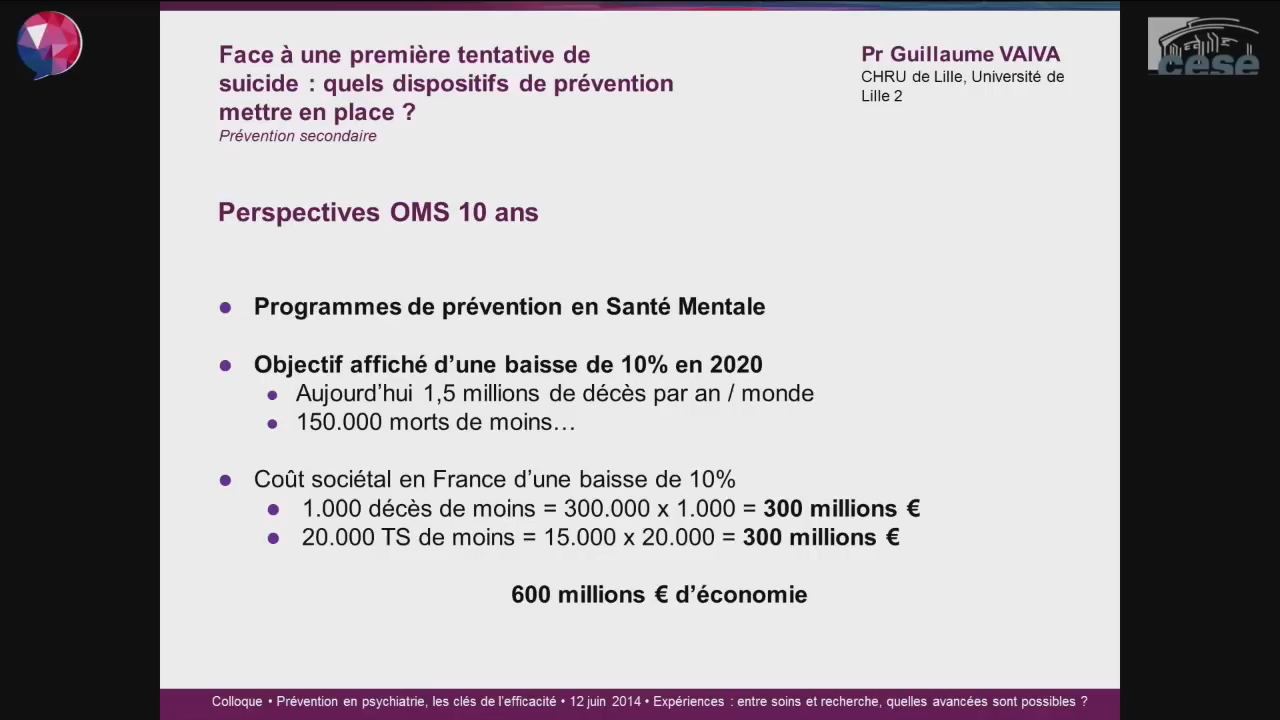 Face à une première tentative de
suicide : quels dispositifs de prévention
mettre en place ?
Prévention secondaire
Pr Guillaume VAIVA
CHRU de Lille, Université de
Lille 2
cese
Perspectives OMS 10 ans
Programmes de prévention en Santé Mentale
Objectif affiché d’une baisse de 10% en 2020
Aujourd’hui 1,5 millions de décès par an / monde
150.000 morts de moins…
Coût sociétal en France d’une baisse de 10%
1.000 décès de moins = 300.000 x 1.000 = 300 millions €
20.000 TS de moins = 15.000 x 20.000 = 300 millions €
600 millions € d’économie
Colloque • Prévention en psychiatrie, les clés de l’efficacité • 12 juin 2014 • Expériences : entre soins et recherche, quelles avancées sont possibles ?